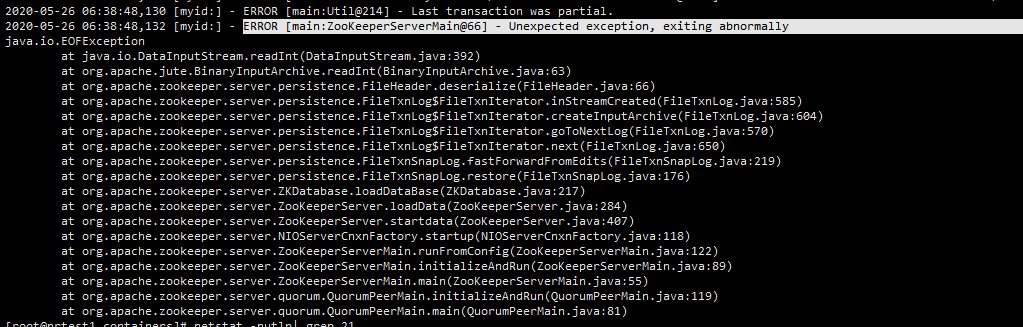 2020-05-26 06:38:48,130 [myid:] - ERROR [main:Util@214] - Last transaction was partial.
2020-05-26 06:38:48,132 [myid:] - ERROR [main:ZooKeeperServerMain@66] - Unexpected exception, exiting abnormally
java.io.EOFException
at java.io.DataInputStream.readInt(DataInputStream.java:392)
at org.apache.jute.BinaryInputArchive.readInt(BinaryInputArchive.java:63)
at org.apache.zookeeper.server.persistence.FileHeader.deserialize(FileHeader.java:66)
at org.apache.zookeeper.server.persistence.FileTxnLog$FileTxnIterator.inStreamCreated(FileTxnLog.java:585)
at org.apache.zookeeper.server.persistence.FileTxnLog$FileTxnIterator.createInputArchive(FileTxnLog.java:604)
at org.apache.zookeeper.server.persistence.FileTxnLog$FileTxnIterator.goToNextLog(FileTxnLog.java:570)
at org.apache.zookeeper.server.persistence.FileTxnLog$FileTxnIterator.next(FileTxnLog.java:650)
at org.apache.zookeeper.server.persistence.FileTxnSnapLog.fastForwardFromEdits(FileTxnSnapLog.java:219)
at org.apache.zookeeper.server.persistence.FileTxnSnapLog.restore(FileTxnSnapLog.java:176)
at org.apache.zookeeper.server.ZKDatabase.loadDataBase(ZKDatabase.java:217)
at org.apache.zookeeper.server.ZooKeeperServer.loadData(ZooKeeperServer.java:284)
at org.apache.zookeeper.server.ZooKeeperServer.startdata(ZooKeeperServer.java:407)
at org.apache.zookeeper.server.NIOServerCnxnFactory.startup(NIOServerCnxnFactory.java:118)
at org.apache.zookeeper.server.ZooKeeperServerMain.runFromConfig(ZooKeeperServerMain.java:122)
at org.apache.zookeeper.server.ZooKeeperServerMain.initializeAndRun(ZooKeeperServerMain.java:89)
at org.apache.zookeeper.server.ZooKeeperServerMain.main(ZooKeeperServerMain.java:55)
at org.apache.zookeeper.server.quorum.QuorumPeerMain.initializeAndRun(QuorumPeerMain.java:119)
at org.apache.zookeeper.server.quorum.QuorumPeerMain.main(QuorumPeerMain.java:81)
containers]# netstat -nutlp| grep 21